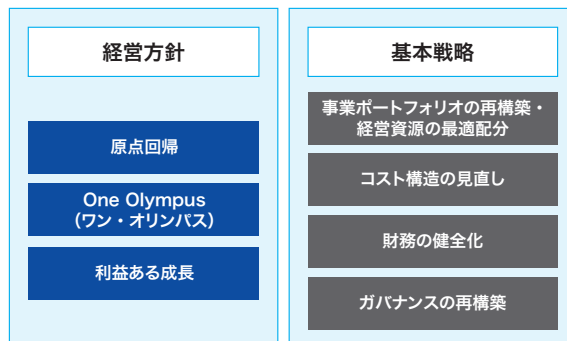 経営方針
原点回帰
One Olympus
(ワン・オリンパス)
利益ある成長
基本戦略
事業ポートフォリオの再構築・
経営資源の最適配分
コスト構造の見直し
財務の健全化
ガバナンスの再構築